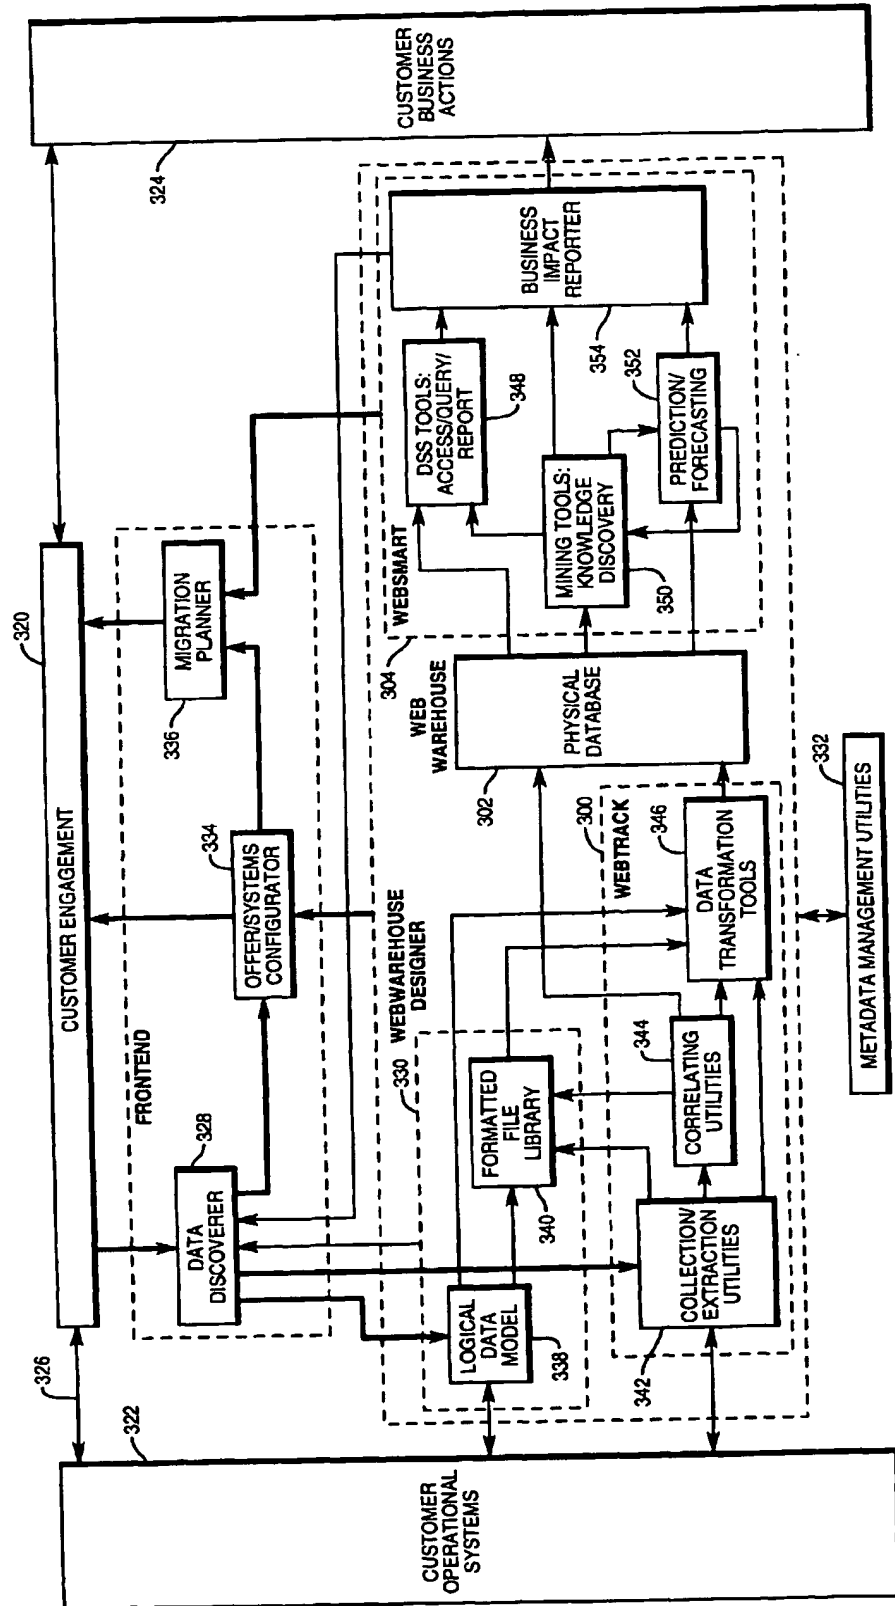 CUSTOMER ENGAGEMENT
320
326
322
CUSTOMER
OPERATIONAL
SYSTEMS
324
CUSTOMER
BUSINESS
ACTIONS
FRONTEND
DATA
DISCOVERER
328
OFFER/SYSTEMS
CONFIGURATOR
334
MIGRATION
PLANNER
336
WEBWAREHOUSE
DESIGNER
330
LOGICAL
DATA
MODEL
338
FORMATTED
FILE
LIBRARY
340
WEBTRACK
300
COLLECTION/
EXTRACTION
UTILITIES
342
CORRELATING
UTILITIES
344
DATA
TRANSFORMATION
TOOLS
346
WEB
WAREHOUSE
PHYSICAL
DATABASE
302
WEBSMART
304
DSS TOOLS:
ACCESS/QUERY/
REPORT
348
MINING TOOLS:
KNOWLEDGE
DISCOVERY
350
PREDICTION/
FORECASTING
352
BUSINESS
IMPACT
REPORTER
354
METADATA MANAGEMENT UTILITIES
332